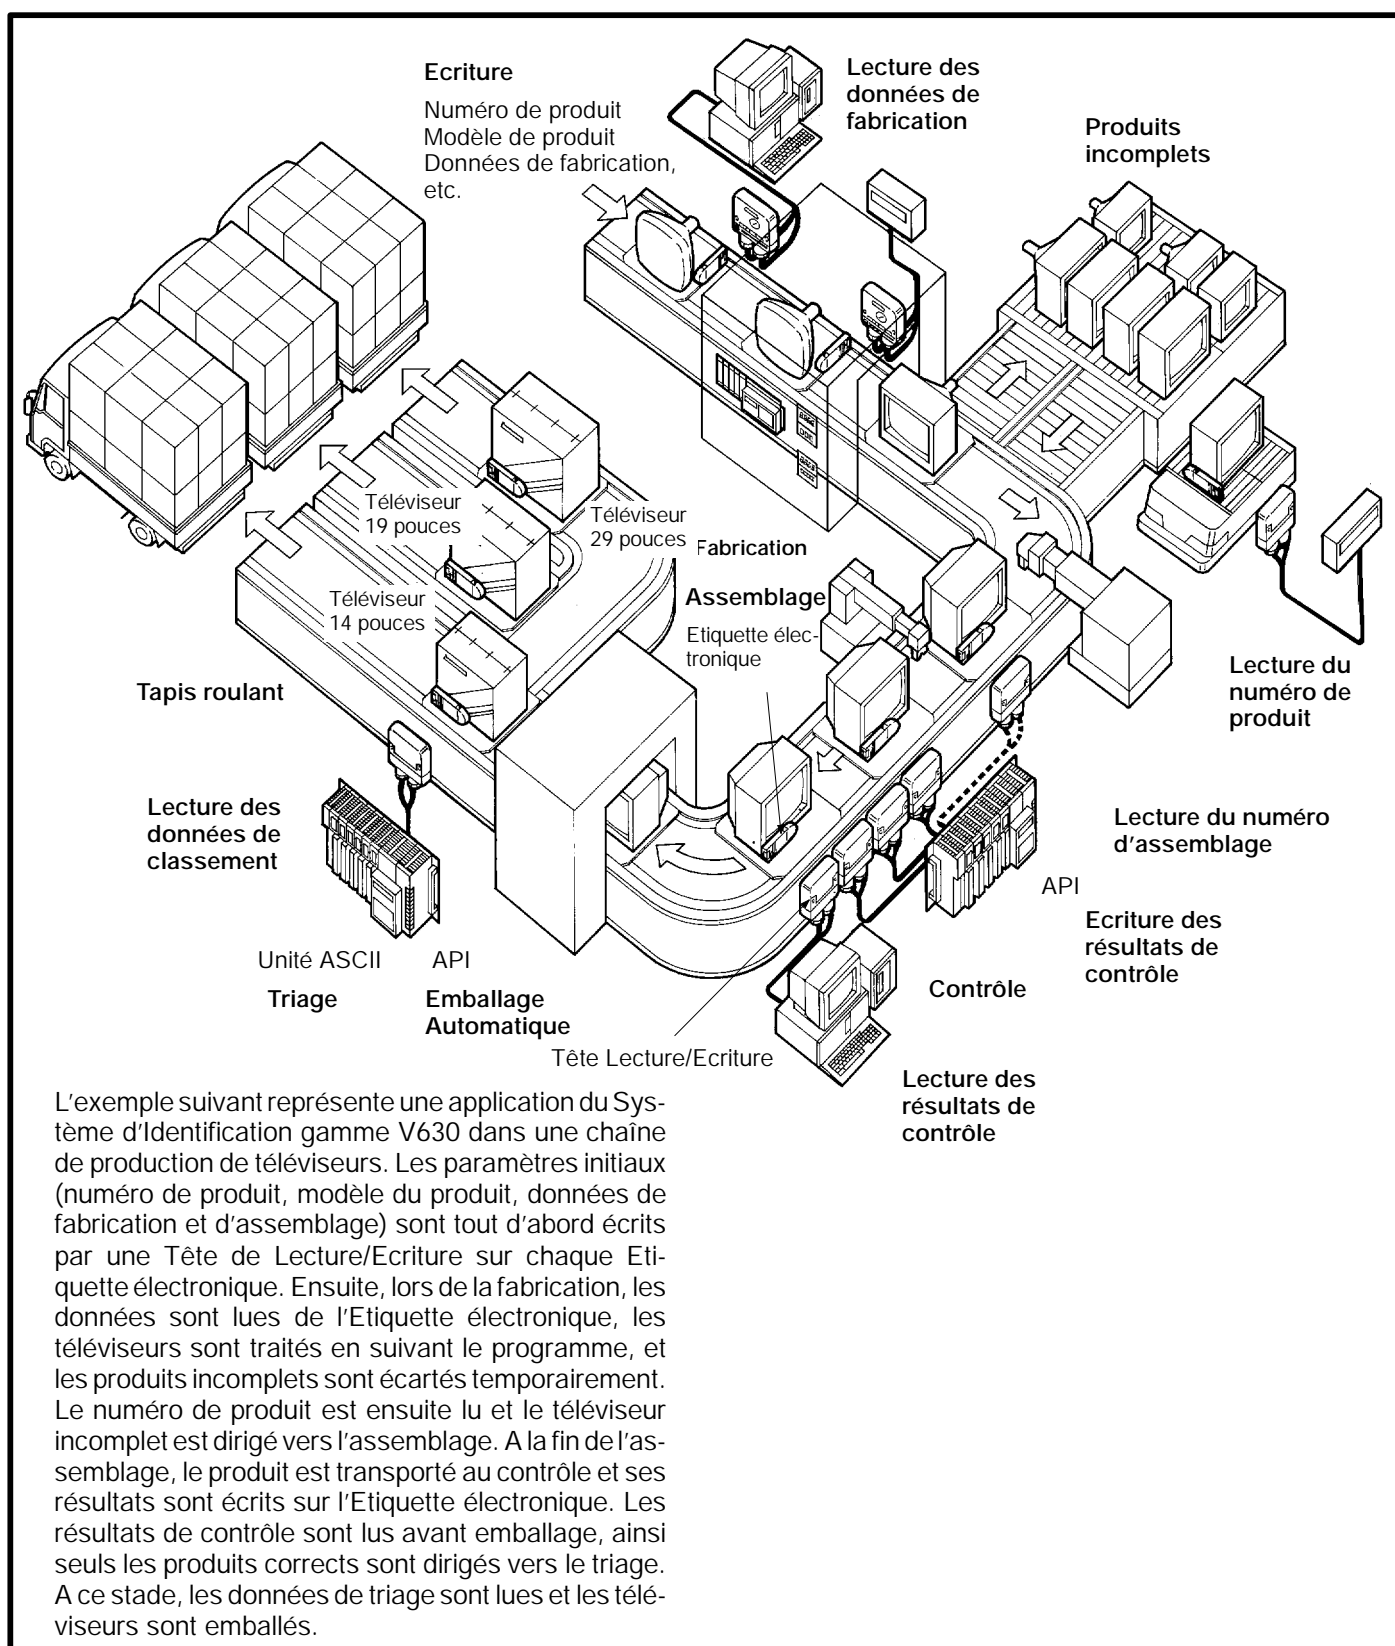 Ecriture
Numéro de produit
Modèle de produit
Données de fabrication,
etc.
Lecture des
données de
fabrication
Produits
incomplets
Téléviseur
19 pouces
Téléviseur
29 pouces
Téléviseur
14 pouces
Fabrication
Assemblage
Etiquette élec-
tronique
Tapis roulant
Lecture du
numéro de
produit
Lecture des
données de
classement
Lecture du numéro
d'assemblage
API
Ecriture des
résultats de
contrôle
Unité ASCII
API
Triage
Emballage
Automatique
Contrôle
Tête Lecture/Ecriture
Lecture des
résultats de
contrôle
L'exemple suivant représente une application du Sys-
tème d'Identification gamme V630 dans une chaîne
de production de téléviseurs. Les paramètres initiaux
(numéro de produit, modèle du produit, données de
fabrication et d'assemblage) sont tout d'abord écrits
par une Tête de Lecture/Ecriture sur chaque Eti-
quette électronique. Ensuite, lors de la fabrication, les
données sont lues de l'Etiquette électronique, les
téléviseurs sont traités en suivant le programme, et
les produits incomplets sont écartés temporairement.
Le numéro de produit est ensuite lu et le téléviseur
incomplet est dirigé vers l'assemblage. A la fin de l'as-
semblage, le produit est transporté au contrôle et ses
résultats sont écrits sur l'Etiquette électronique. Les
résultats de contrôle sont lus avant emballage, ainsi
seuls les produits corrects sont dirigés vers le triage.
A ce stade, les données de triage sont lues et les télé-
viseurs sont emballés.